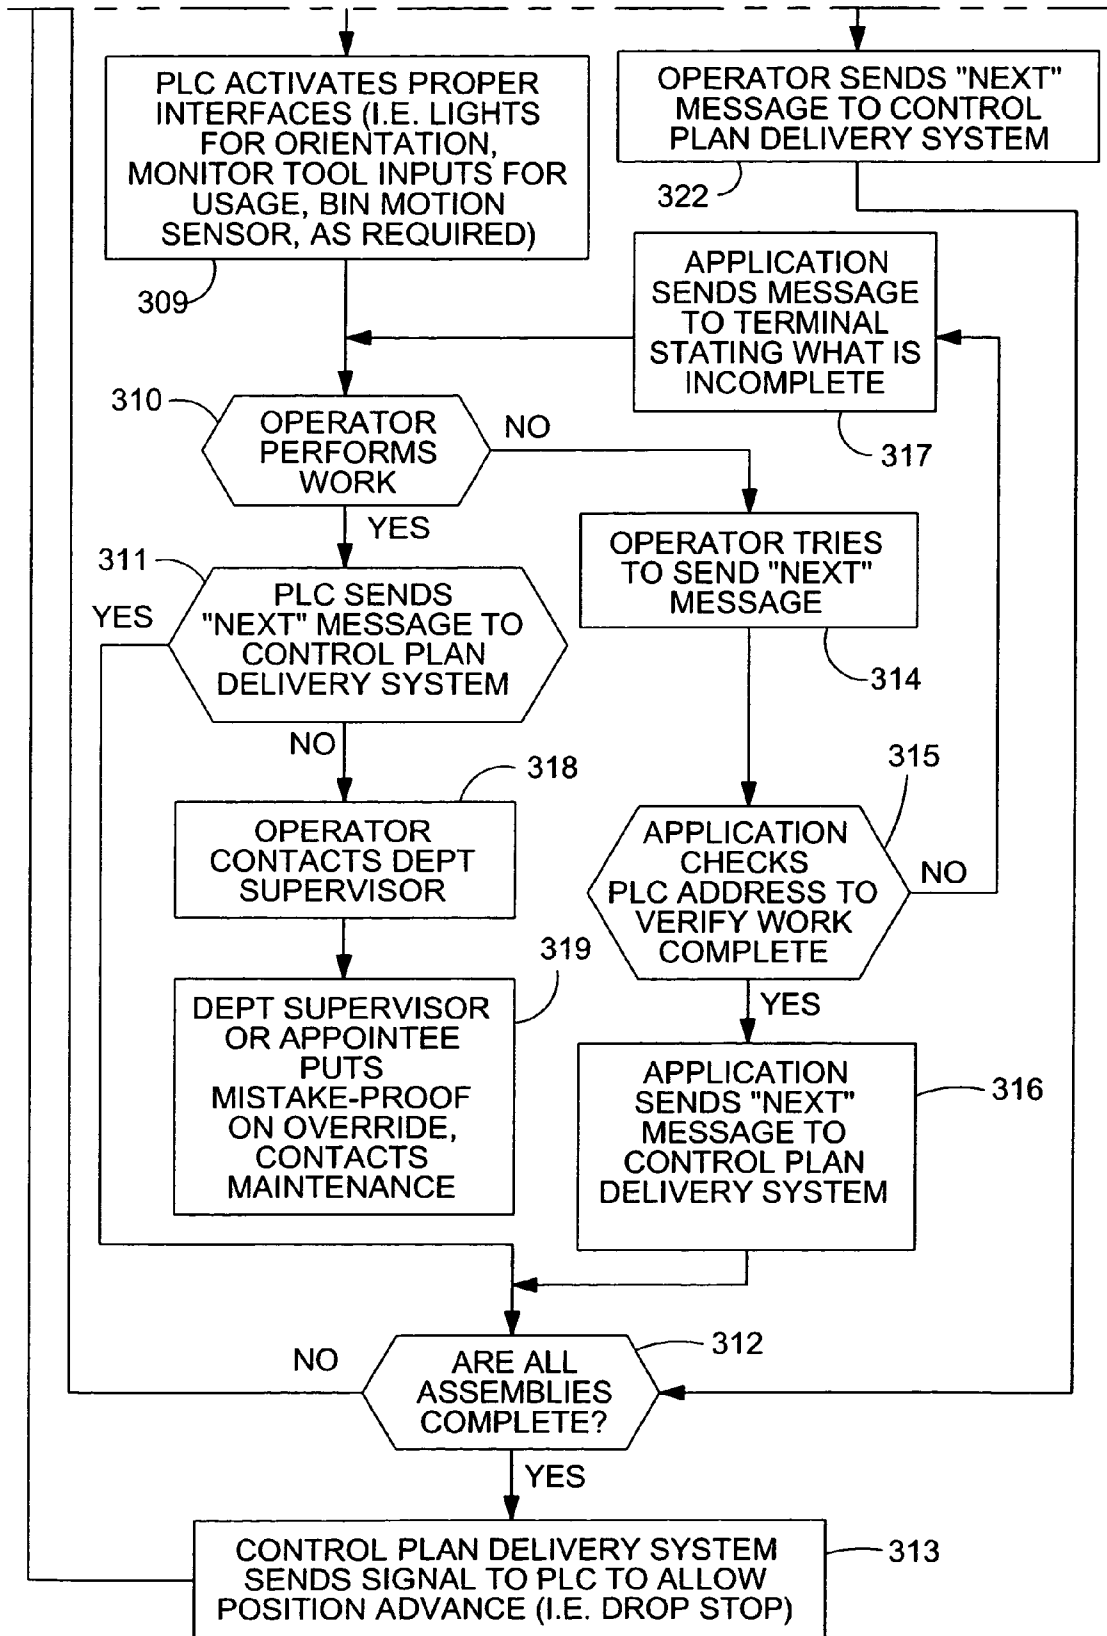 PLC ACTIVATES PROPER
INTERFACES (I.E. LIGHTS
FOR ORIENTATION,
MONITOR TOOL INPUTS FOR
USAGE, BIN MOTION
SENSOR, AS REQUIRED)
309
OPERATOR SENDS "NEXT"
MESSAGE TO CONTROL
PLAN DELIVERY SYSTEM
322
APPLICATION
SENDS MESSAGE
TO TERMINAL
STATING WHAT IS
INCOMPLETE
317
310
OPERATOR
PERFORMS
WORK
NO
YES
311
PLC SENDS
"NEXT" MESSAGE TO
CONTROL PLAN
DELIVERY SYSTEM
YES
NO
OPERATOR TRIES
TO SEND "NEXT"
MESSAGE
314
318
OPERATOR
CONTACTS DEPT
SUPERVISOR
315
APPLICATION
CHECKS
PLC ADDRESS TO
VERIFY WORK
COMPLETE
NO
YES
319
DEPT SUPERVISOR
OR APPOINTEE
PUTS
MISTAKE-PROOF
ON OVERRIDE,
CONTACTS
MAINTENANCE
APPLICATION
SENDS "NEXT"
MESSAGE TO
CONTROL PLAN
DELIVERY SYSTEM
316
312
NO
ARE ALL
ASSEMBLIES
COMPLETE?
YES
CONTROL PLAN DELIVERY SYSTEM
SENDS SIGNAL TO PLC TO ALLOW
POSITION ADVANCE (I.E. DROP STOP)
313